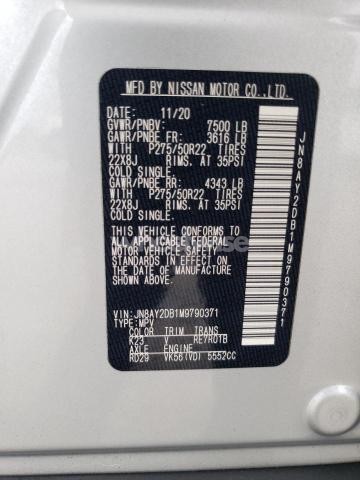 MFD BY NISSAN MOTOR CO.,LTD.
DATE: 11/20
GVWR/PNBV: 7500 LB
GAWR/PNBE FR: 3616 LB
WITH P275/50R22 TIRES
22X8J RIMS. AT 35PSI
COLD SINGLE.
GAWR/PNBE RR: 4343 LB
WITH P275/50R22 TIRES
22X8J RIMS. AT 35PSI
COLD SINGLE.
THIS VEHICLE CONFORMS TO
ALL APPLICABLE FEDERAL
MOTOR VEHICLE SAFETY
STANDARDS IN EFFECT
ON THE DATE OF
MANUFACTURE SHOWN ABOVE.
VIN:JN8AY2DB1M9790371
TYPE:MPV
COLOR TRIM TRANS
K23 V RE7R01B
AXLE ENGINE
RD29 VK56(VD) 5552CC
JN8AY2DB1M9790371